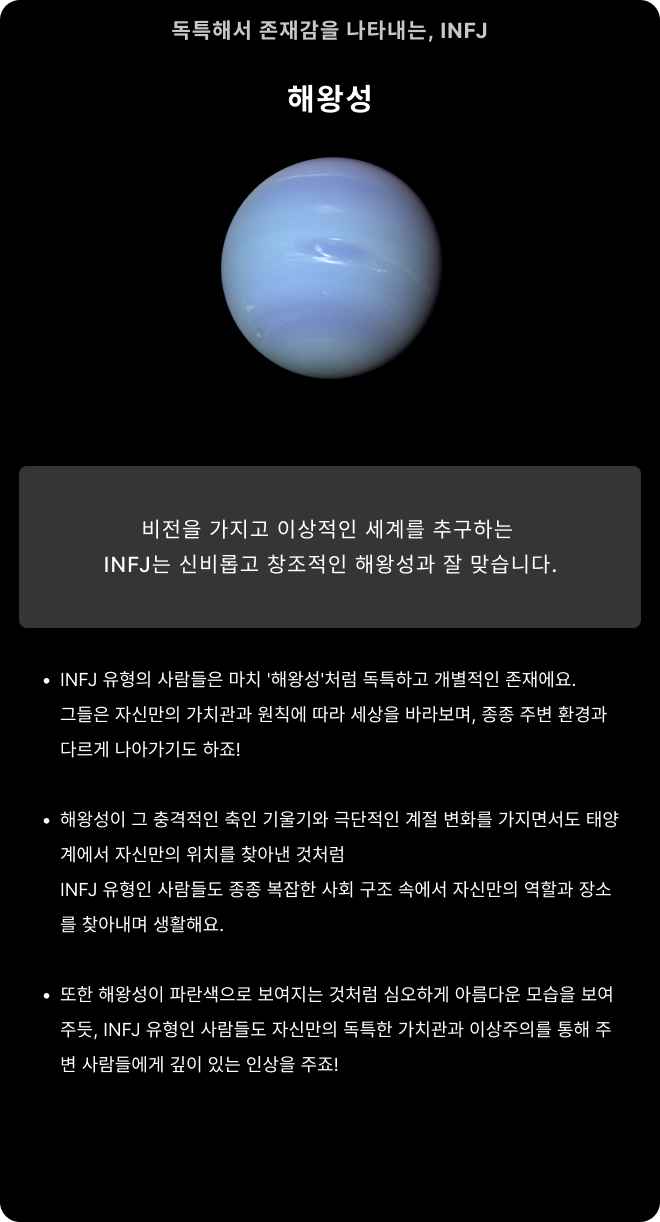 독특해서 존재감을 나타내는, INFJ
해왕성
비전을 가지고 이상적인 세계를 추구하는
INFJ는 신비롭고 창조적인 해왕성과 잘 맞습니다.
• INFJ 유형의 사람들은 마치 '해왕성'처럼 독특하고 개별적인 존재에요.
그들은 자신만의 가치관과 원칙에 따라 세상을 바라보며, 종종 주변 환경과
다르게 나아가기도 하죠!
• 해왕성이 그 충격적인 축인 기울기와 극단적인 계절 변화를 가지면서도 태양
계에서 자신만의 위치를 찾아낸 것처럼
INFJ 유형인 사람들도 종종 복잡한 사회 구조 속에서 자신만의 역할과 장소
를 찾아내며 생활해요.
• 또한 해왕성이 파란색으로 보여지는 것처럼 심오하게 아름다운 모습을 보여
주듯, INFJ 유형인 사람들도 자신만의 독특한 가치관과 이상주의를 통해 주
변 사람들에게 깊이 있는 인상을 주죠!